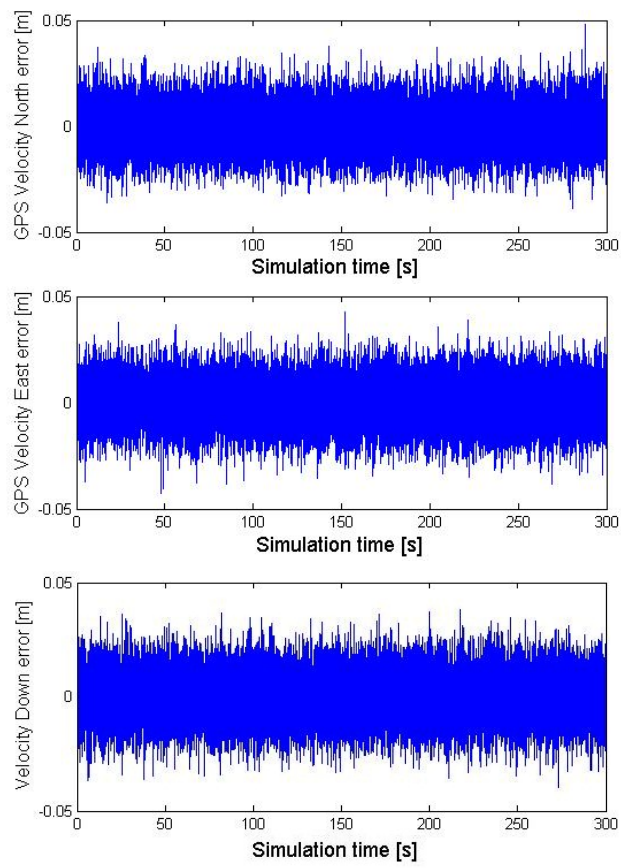 GPS Velocity North error [m]
0.05
0
-0.05
0 50 100 150 200 250 300
Simulation time [s]
GPS Velocity East error [m]
0.05
0
-0.05
0 50 100 150 200 250 300
Simulation time [s]
Velocity Down error [m]
0.05
0
-0.05
0 50 100 150 200 250 300
Simulation time [s]